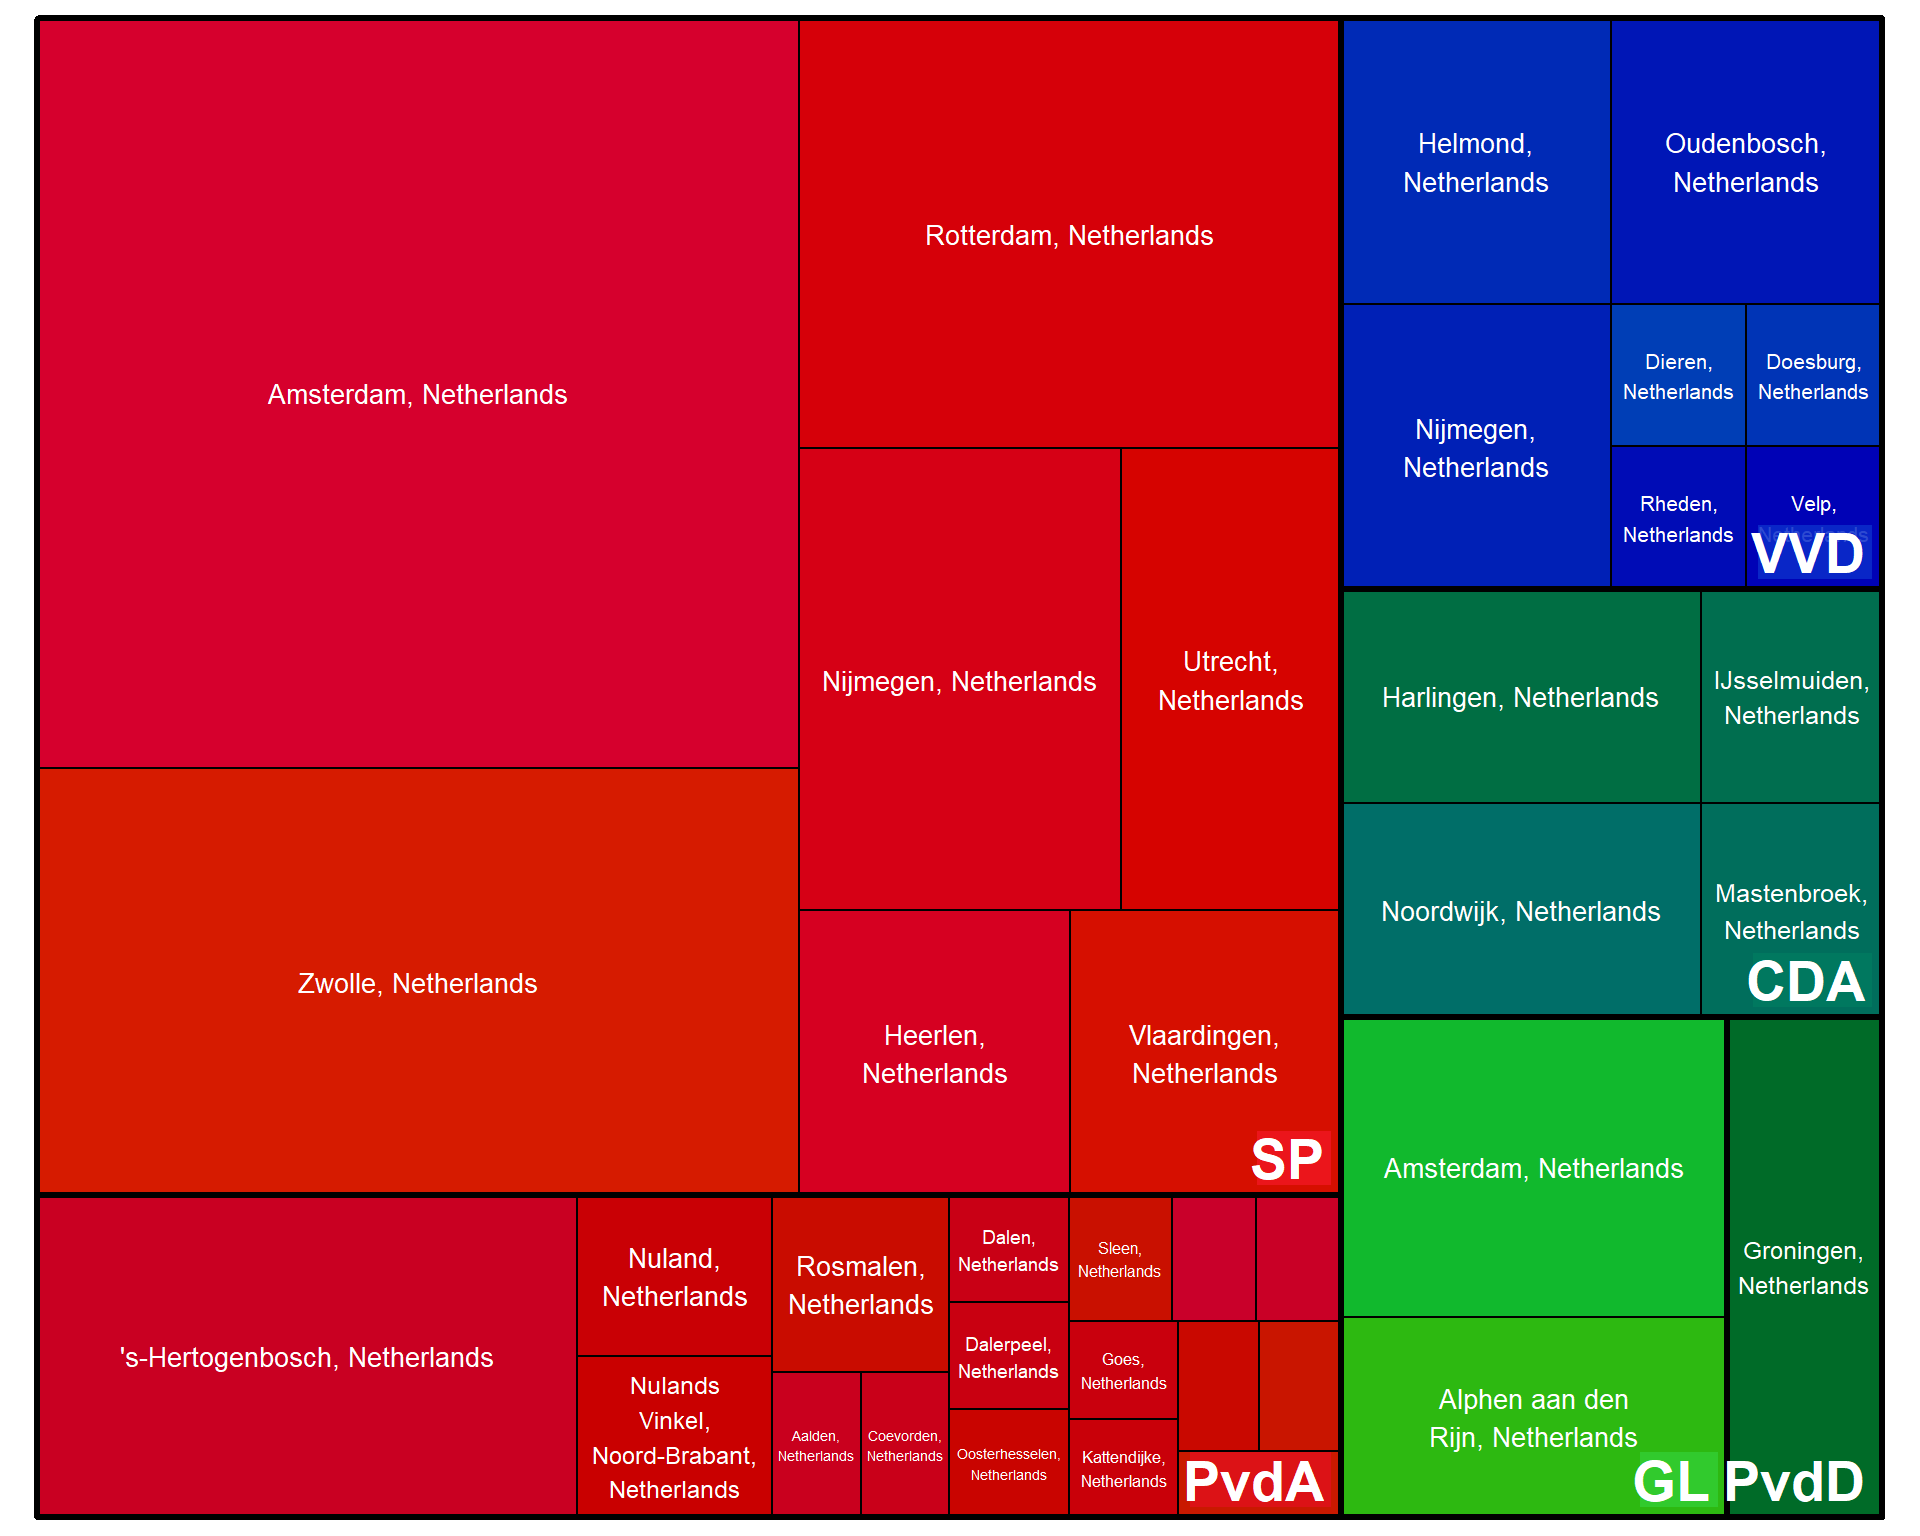 Amsterdam, Netherlands
Zwolle, Netherlands
Rotterdam, Netherlands
Nijmegen, Netherlands
Utrecht,
Netherlands
Heerlen,
Netherlands
Vlaardingen,
Netherlands
SP
's-Hertogenbosch, Netherlands
Nuland,
Netherlands
Nulands
Vinkel,
Noord-Brabant,
Netherlands
Rosmalen,
Netherlands
Aalden,
Netherlands
Coevorden,
Netherlands
Dalen,
Netherlands
Dalerpeel,
Netherlands
Oosterhesselen,
Netherlands
Sleen,
Netherlands
Goes,
Netherlands
Kattendijke,
Netherlands
PvdA
Helmond,
Netherlands
Oudenbosch,
Netherlands
Nijmegen,
Netherlands
Dieren,
Netherlands
Doesburg,
Netherlands
Rheden,
Netherlands
Velp,
Netherlands
VVD
Harlingen, Netherlands
IJsselmuiden,
Netherlands
Noordwijk, Netherlands
Mastenbroek,
Netherlands
CDA
Amsterdam, Netherlands
Alphen aan den
Rijn, Netherlands
GL
Groningen,
Netherlands
PvdD